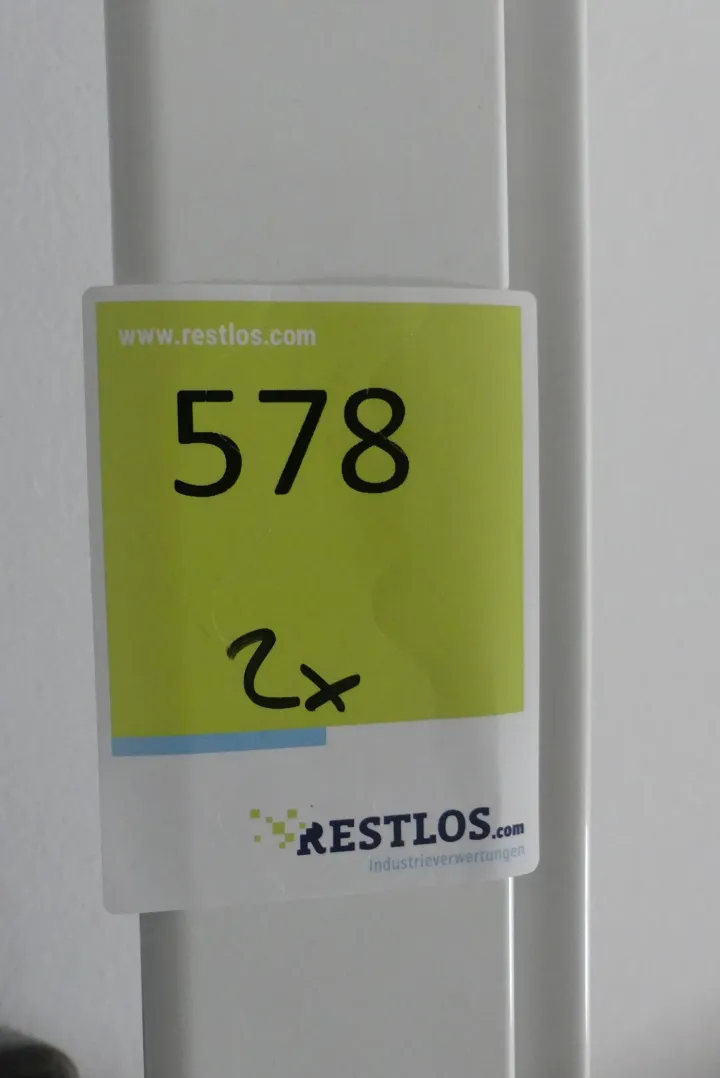 www.restlos.com
578
2x
RESTLOS.com
Industrieverwertungen